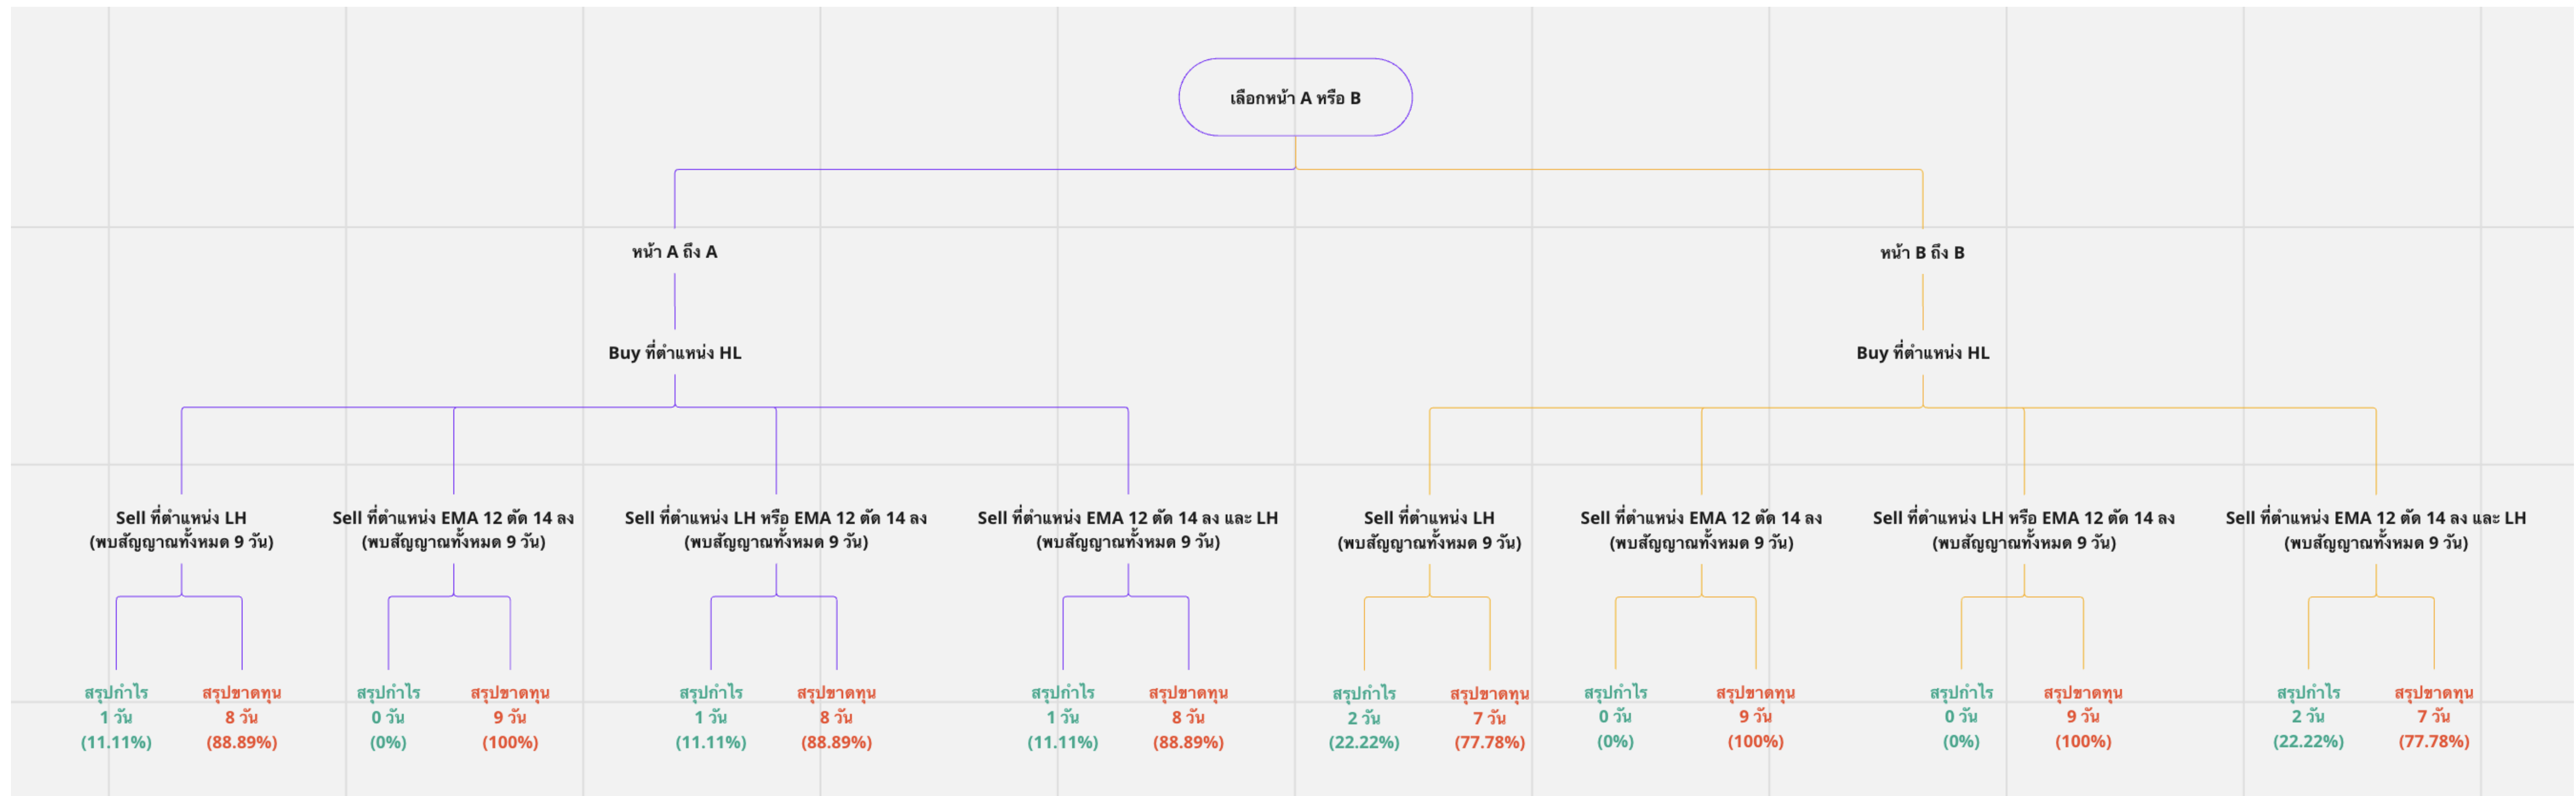 เลือกหน้า A หรือ B
หน้า A ถึง A
หน้า B ถึง B
Buy ที่ตำแหน่ง HL
Buy ที่ตำแหน่ง HL
Sell ที่ตำแหน่ง LH
(พบสัญญาณทั้งหมด 9 วัน)
Sell ที่ตำแหน่ง EMA 12 ตัด 14 ลง
(พบสัญญาณทั้งหมด 9 วัน)
Sell ที่ตำแหน่ง LH หรือ EMA 12 ตัด 14 ลง
(พบสัญญาณทั้งหมด 9 วัน)
Sell ที่ตำแหน่ง EMA 12 ตัด 14 ลง และ LH
(พบสัญญาณทั้งหมด 9 วัน)
Sell ที่ตำแหน่ง LH
(พบสัญญาณทั้งหมด 9 วัน)
Sell ที่ตำแหน่ง EMA 12 ตัด 14 ลง
(พบสัญญาณทั้งหมด 9 วัน)
Sell ที่ตำแหน่ง LH หรือ EMA 12 ตัด 14 ลง
(พบสัญญาณทั้งหมด 9 วัน)
Sell ที่ตำแหน่ง EMA 12 ตัด 14 ลง และ LH
(พบสัญญาณทั้งหมด 9 วัน)
สรุปกำไร
1 วัน
(11.11%)
สรุปขาดทุน
8 วัน
(88.89%)
สรุปกำไร
0 วัน
(0%)
สรุปขาดทุน
9 วัน
(100%)
สรุปกำไร
1 วัน
(11.11%)
สรุปขาดทุน
8 วัน
(88.89%)
สรุปกำไร
1 วัน
(11.11%)
สรุปขาดทุน
8 วัน
(88.89%)
สรุปกำไร
2 วัน
(22.22%)
สรุปขาดทุน
7 วัน
(77.78%)
สรุปกำไร
0 วัน
(0%)
สรุปขาดทุน
9 วัน
(100%)
สรุปกำไร
0 วัน
(0%)
สรุปขาดทุน
9 วัน
(100%)
สรุปกำไร
2 วัน
(22.22%)
สรุปขาดทุน
7 วัน
(77.78%)